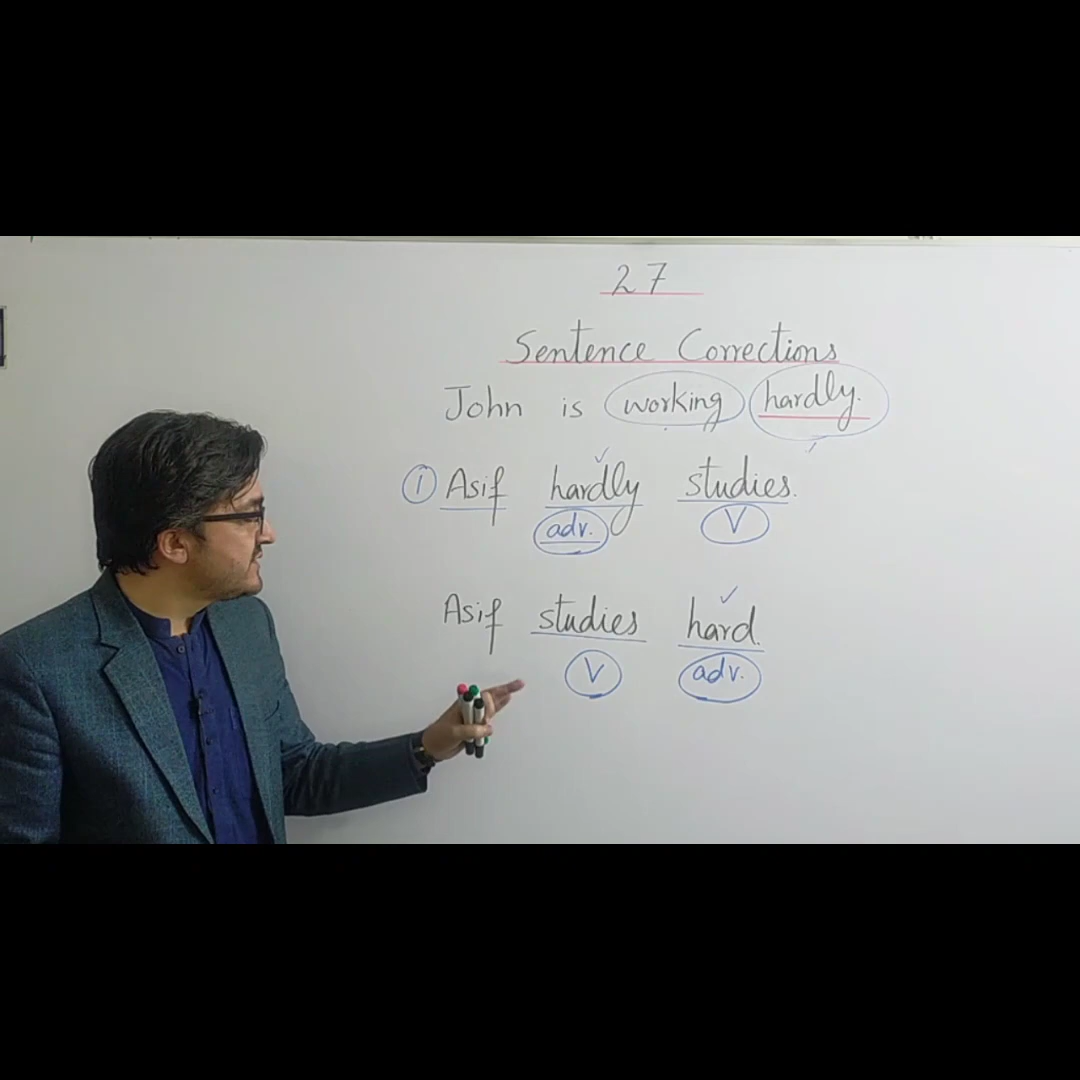 27
Sentence Corrections
John is working hardly.
1 Asif hardly studies.
adv. V
Asif studies hard.
V adv.